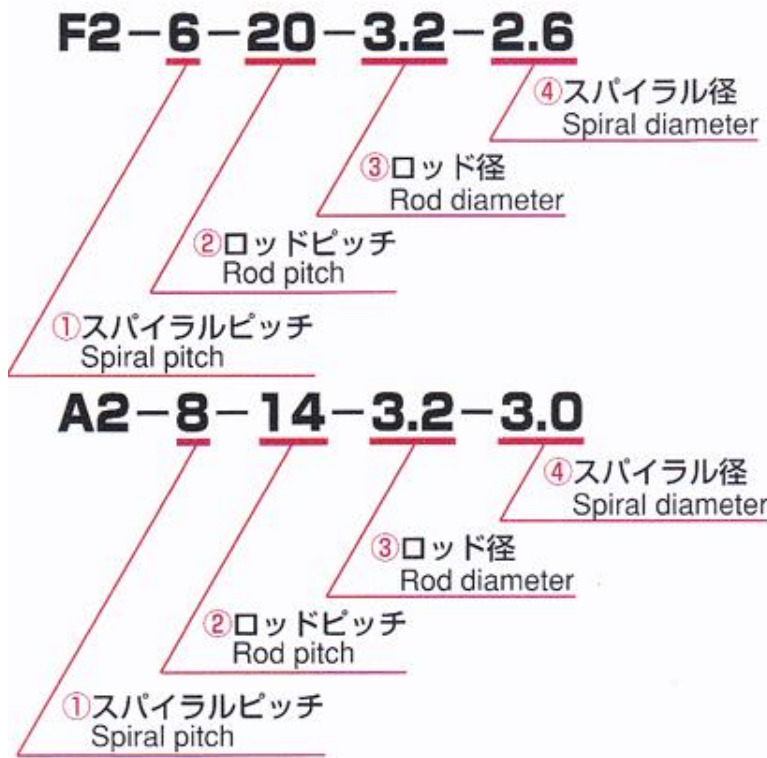 F2－6－20－3.2－2.6
④スパイラル径
Spiral diameter
③ロッド径
Rod diameter
②ロッドピッチ
Rod pitch
①スパイラルピッチ
Spiral pitch
A2－8－14－3.2－3.0
④スパイラル径
Spiral diameter
③ロッド径
Rod diameter
②ロッドピッチ
Rod pitch
①スパイラルピッチ
Spiral pitch